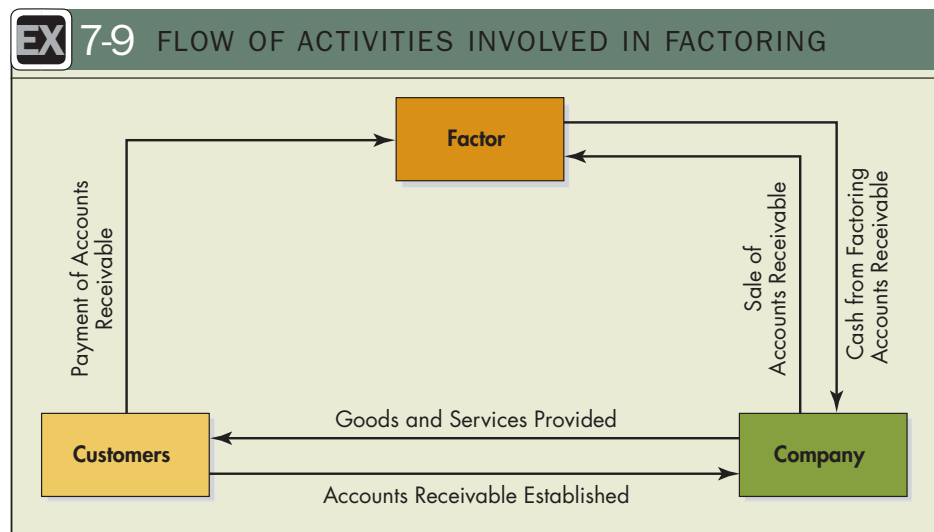 EX 7-9 FLOW OF ACTIVITIES INVOLVED IN FACTORING
Factor
Payment of Accounts
Receivable
Sale of
Accounts Receivable
Cash from Factoring
Accounts Receivable
Goods and Services Provided
Customers
Company
Accounts Receivable Established